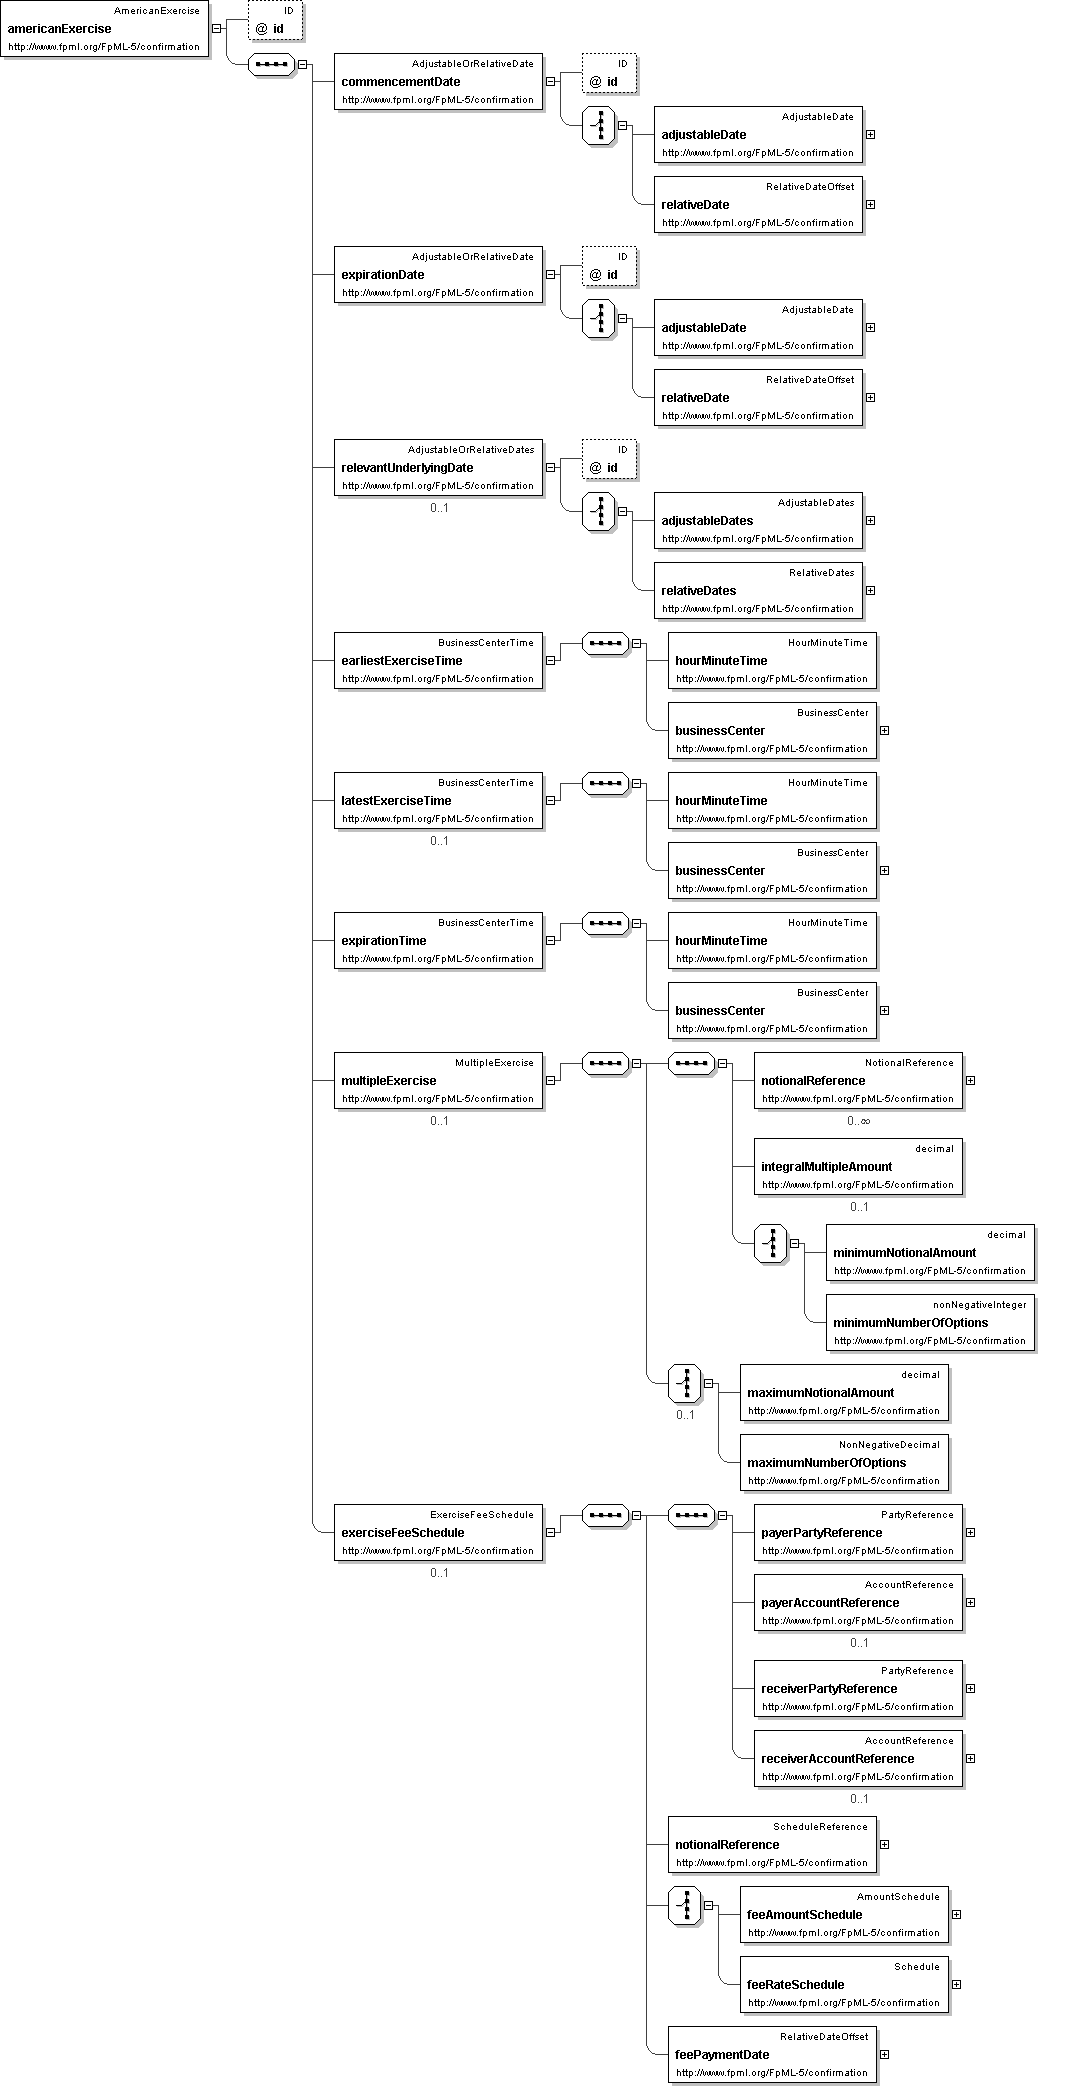 AmericanExercise
americanExercise
http://www.fpml.org/FpML-5/confirmation
ID
@ id
AdjustableOrRelativeDate
commencementDate
http://www.fpml.org/FpML-5/confirmation
ID
@ id
AdjustableDate
adjustableDate
http://www.fpml.org/FpML-5/confirmation
RelativeDateOffset
relativeDate
http://www.fpml.org/FpML-5/confirmation
AdjustableOrRelativeDate
expirationDate
http://www.fpml.org/FpML-5/confirmation
ID
@ id
AdjustableDate
adjustableDate
http://www.fpml.org/FpML-5/confirmation
RelativeDateOffset
relativeDate
http://www.fpml.org/FpML-5/confirmation
AdjustableOrRelativeDates
relevantUnderlyingDate
http://www.fpml.org/FpML-5/confirmation
0..1
ID
@ id
AdjustableDates
adjustableDates
http://www.fpml.org/FpML-5/confirmation
RelativeDates
relativeDates
http://www.fpml.org/FpML-5/confirmation
BusinessCenterTime
earliestExerciseTime
http://www.fpml.org/FpML-5/confirmation
HourMinuteTime
hourMinuteTime
http://www.fpml.org/FpML-5/confirmation
BusinessCenter
businessCenter
http://www.fpml.org/FpML-5/confirmation
BusinessCenterTime
latestExerciseTime
http://www.fpml.org/FpML-5/confirmation
0..1
HourMinuteTime
hourMinuteTime
http://www.fpml.org/FpML-5/confirmation
BusinessCenter
businessCenter
http://www.fpml.org/FpML-5/confirmation
BusinessCenterTime
expirationTime
http://www.fpml.org/FpML-5/confirmation
HourMinuteTime
hourMinuteTime
http://www.fpml.org/FpML-5/confirmation
BusinessCenter
businessCenter
http://www.fpml.org/FpML-5/confirmation
MultipleExercise
multipleExercise
http://www.fpml.org/FpML-5/confirmation
0..1
NotionalReference
notionalReference
http://www.fpml.org/FpML-5/confirmation
0..∞
decimal
integralMultipleAmount
http://www.fpml.org/FpML-5/confirmation
0..1
decimal
minimumNotionalAmount
http://www.fpml.org/FpML-5/confirmation
nonNegativeInteger
minimumNumberOfOptions
http://www.fpml.org/FpML-5/confirmation
0..1
decimal
maximumNotionalAmount
http://www.fpml.org/FpML-5/confirmation
NonNegativeDecimal
maximumNumberOfOptions
http://www.fpml.org/FpML-5/confirmation
ExerciseFeeSchedule
exerciseFeeSchedule
http://www.fpml.org/FpML-5/confirmation
0..1
PartyReference
payerPartyReference
http://www.fpml.org/FpML-5/confirmation
AccountReference
payerAccountReference
http://www.fpml.org/FpML-5/confirmation
0..1
PartyReference
receiverPartyReference
http://www.fpml.org/FpML-5/confirmation
AccountReference
receiverAccountReference
http://www.fpml.org/FpML-5/confirmation
0..1
ScheduleReference
notionalReference
http://www.fpml.org/FpML-5/confirmation
AmountSchedule
feeAmountSchedule
http://www.fpml.org/FpML-5/confirmation
Schedule
feeRateSchedule
http://www.fpml.org/FpML-5/confirmation
RelativeDateOffset
feePaymentDate
http://www.fpml.org/FpML-5/confirmation